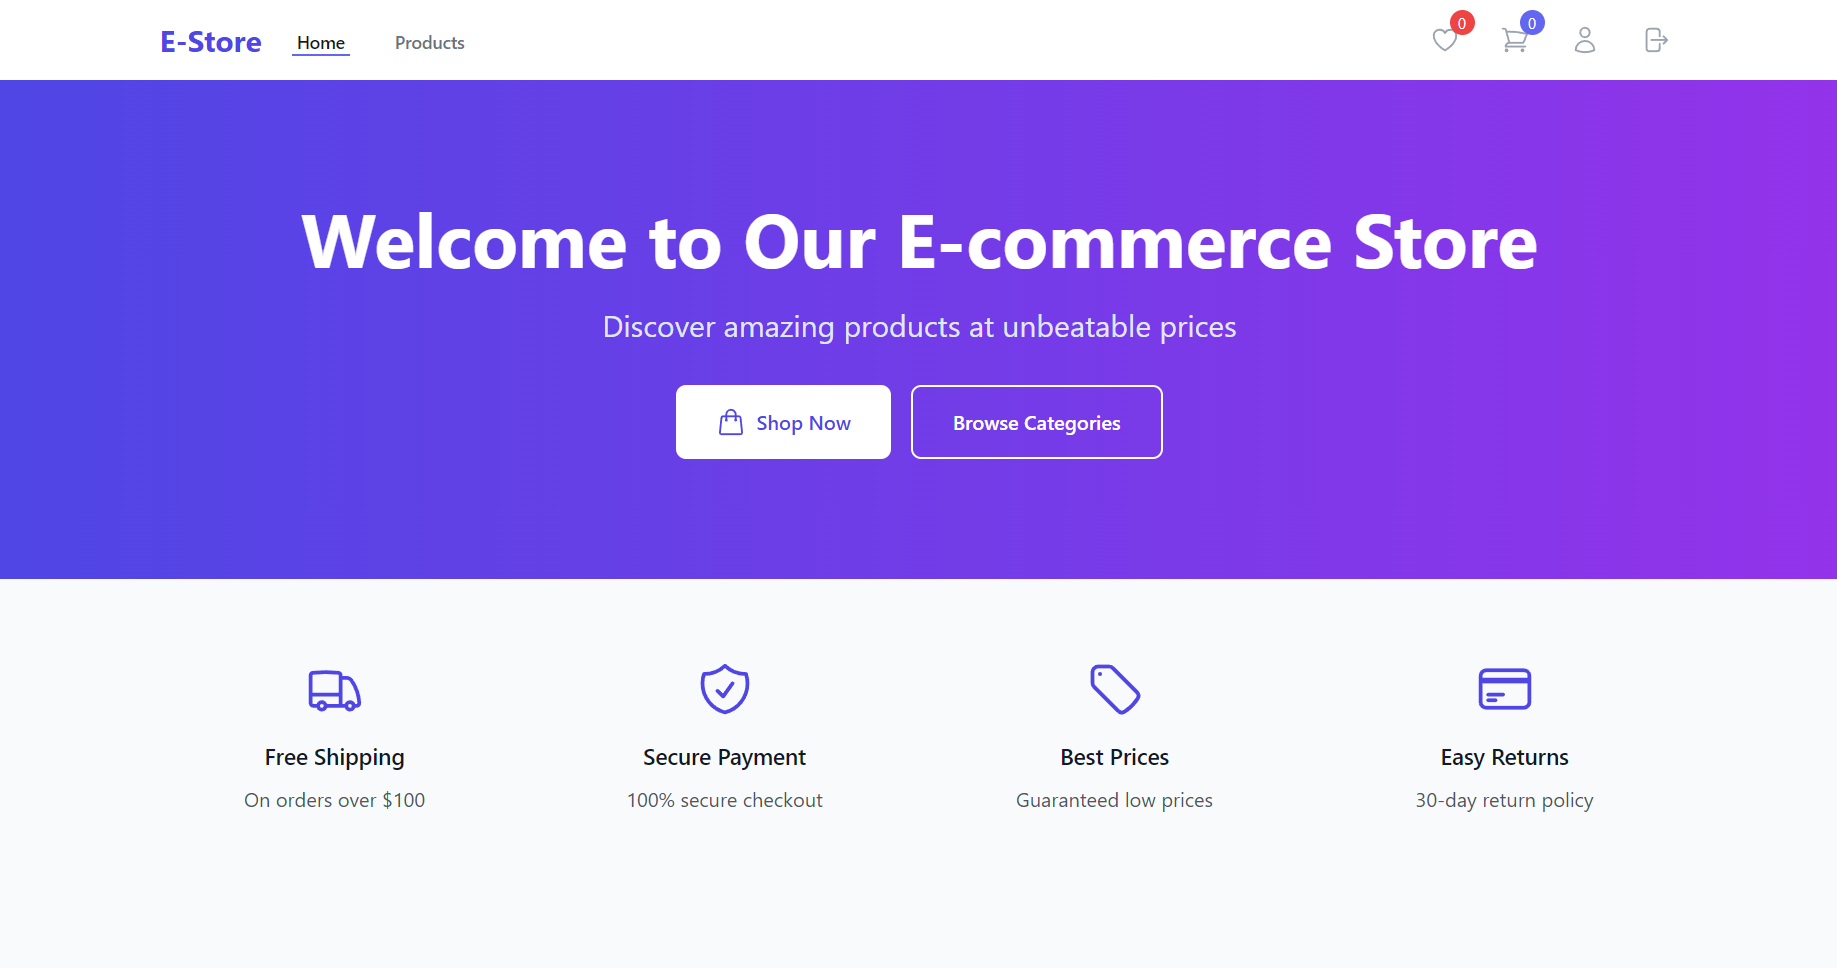 E-Store
Home
Products
0
0
Welcome to Our E-commerce Store
Discover amazing products at unbeatable prices
Shop Now
Browse Categories
Free Shipping
On orders over $100
Secure Payment
100% secure checkout
Best Prices
Guaranteed low prices
Easy Returns
30-day return policy